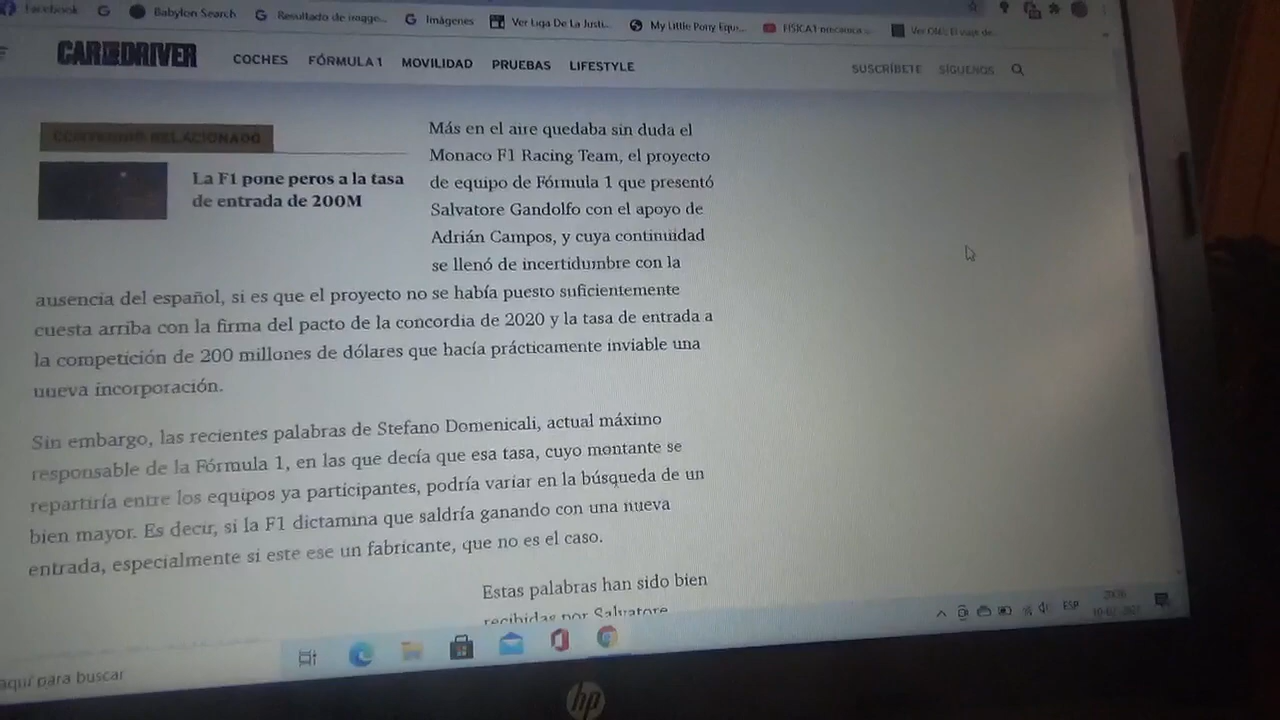 Facebook
Babylon Search
Resultado de image...
Imágenes
Ver Liga De La Justi...
My Little Pony Equ...
CAR AND DRIVER
COCHES FÓRMULA 1 MOVILIDAD PRUEBAS LIFESTYLE
SUSCRÍBETE SÍGUENOS
CONTENIDO RELACIONADO
La F1 pone peros a la tasa
de entrada de 200M
Más en el aire quedaba sin duda el
Monaco F1 Racing Team, el proyecto
de equipo de Fórmula 1 que presentó
Salvatore Gandolfo con el apoyo de
Adrián Campos, y cuya continuidad
se llenó de incertidumbre con la
ausencia del español, si es que el proyecto no se había puesto suficientemente
cuesta arriba con la firma del pacto de la concordia de 2020 y la tasa de entrada a
la competición de 200 millones de dólares que hacía prácticamente inviable una
nueva incorporación.
Sin embargo, las recientes palabras de Stefano Domenicali, actual máximo
responsable de la Fórmula 1, en las que decía que esa tasa, cuyo montante se
repartiría entre los equipos ya participantes, podría variar en la búsqueda de un
bien mayor. Es decir, si la F1 dictamina que saldría ganando con una nueva
entrada, especialmente si este ese un fabricante, que no es el caso.
Estas palabras han sido bien
recibidas por Salvatore
ESP
aquí para buscar
hp